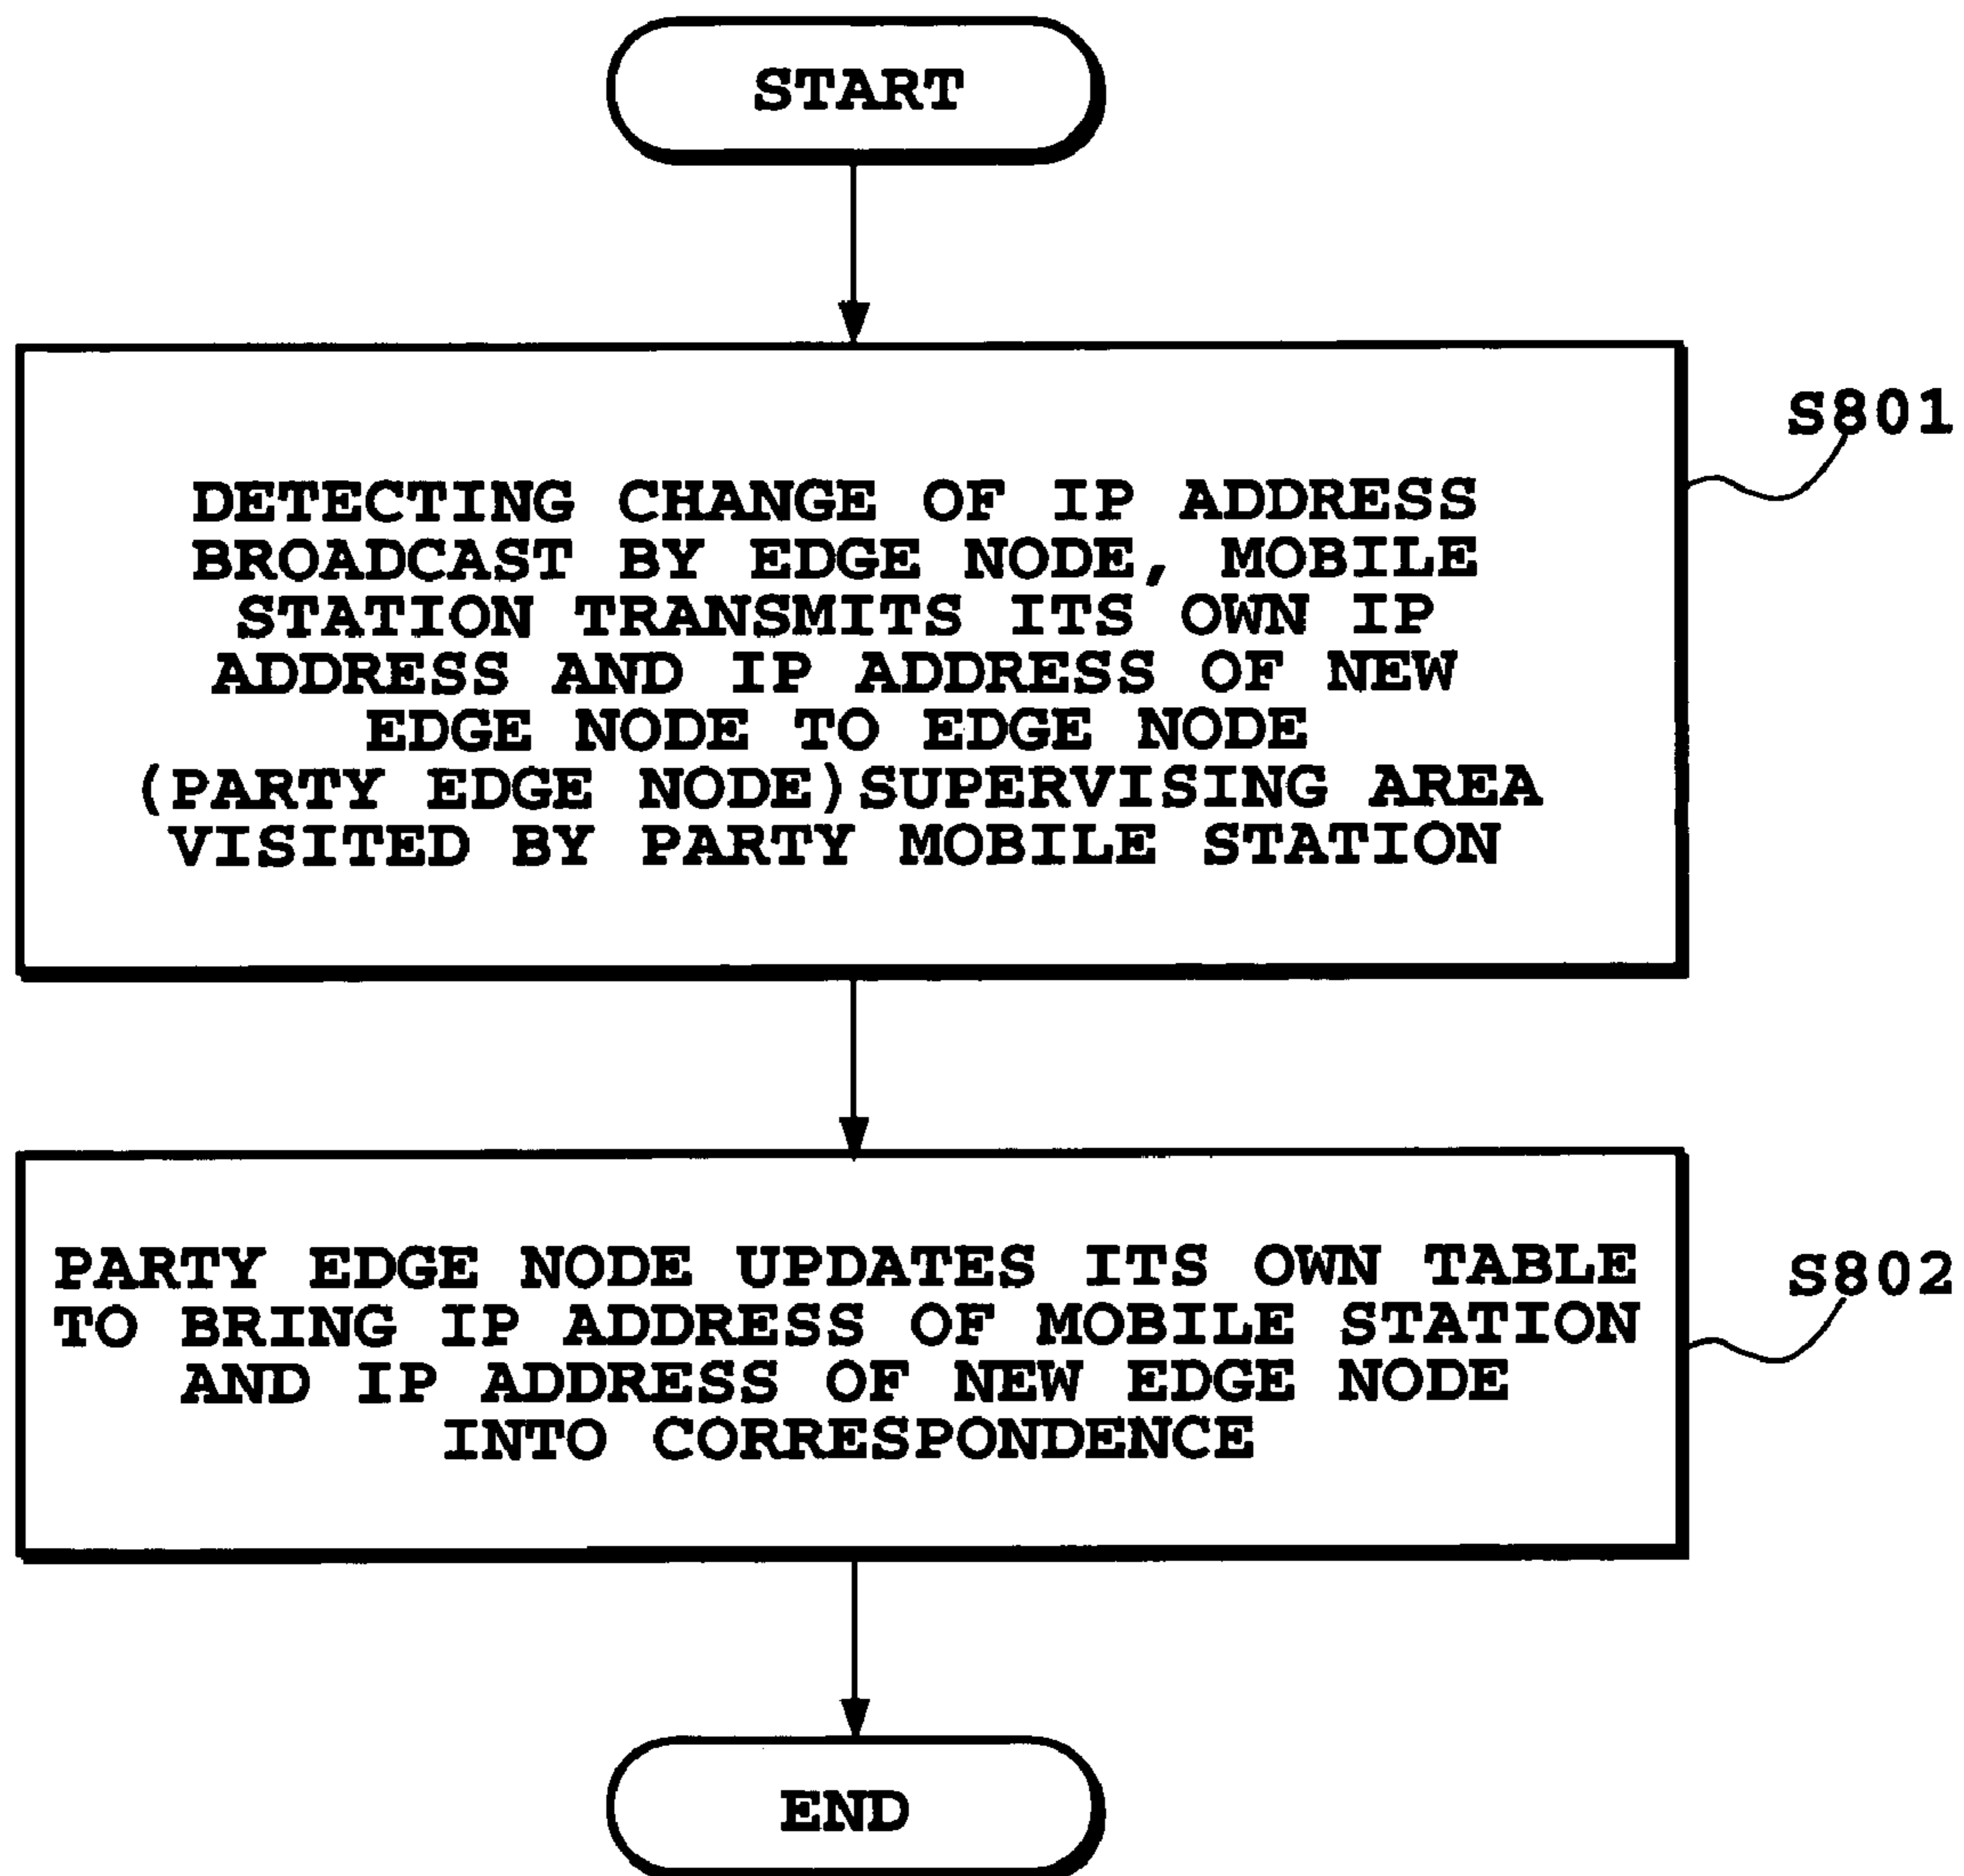 START
S801
DETECTING CHANGE OF IP ADDRESS
BROADCAST BY EDGE NODE, MOBILE
STATION TRANSMITS ITS OWN IP
ADDRESS AND IP ADDRESS OF NEW
EDGE NODE TO EDGE NODE
(PARTY EDGE NODE)SUPERVISING AREA
VISITED BY PARTY MOBILE STATION
S802
PARTY EDGE NODE UPDATES ITS OWN TABLE
TO BRING IP ADDRESS OF MOBILE STATION
AND IP ADDRESS OF NEW EDGE NODE
INTO CORRESPONDENCE
END